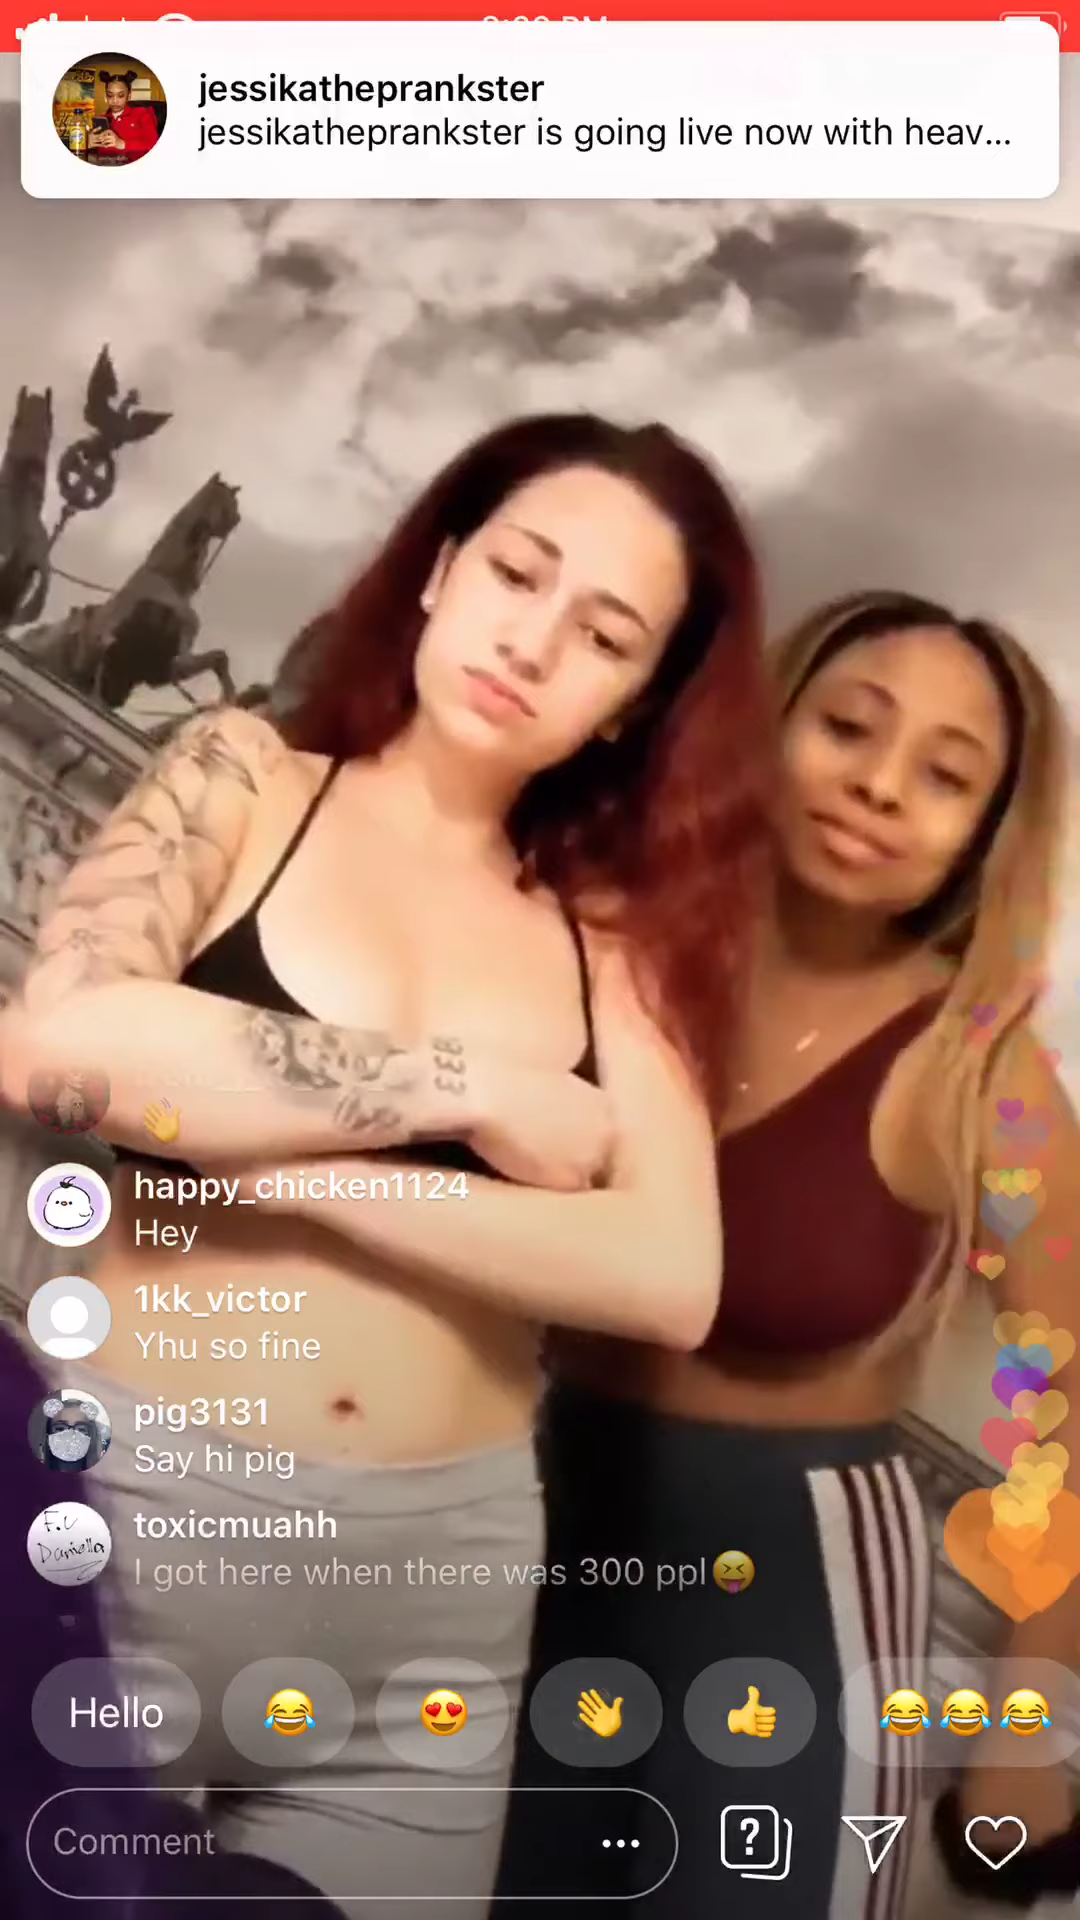 jessikatheprankster
jessikatheprankster is going live now with heav...
333
happy_chicken1124
Hey
1kk_victor
Yhu so fine
pig3131
Say hi pig
F.C
Daniella
toxicmuahh
I got here when there was 300 ppl😝
Hello
Comment